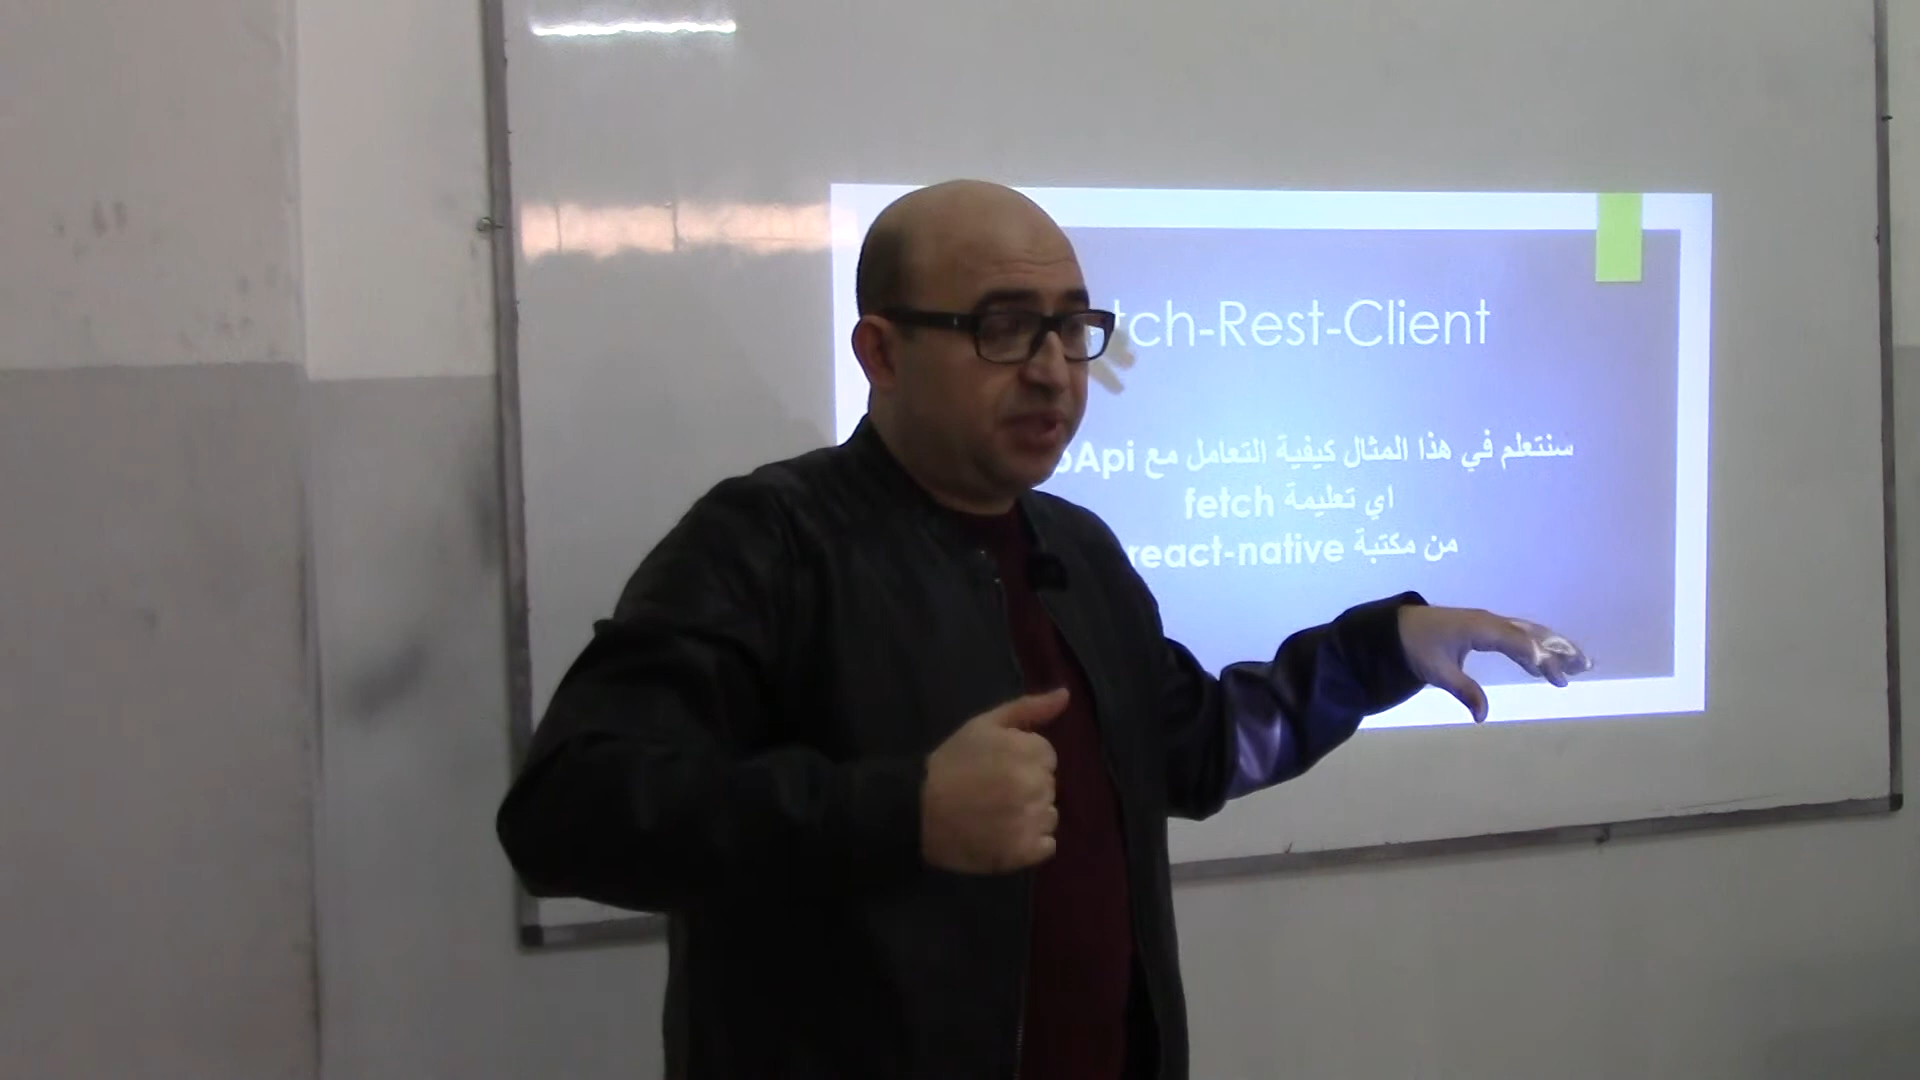 tch-Rest-Client
سنتعلم في هذا المثال كيفية التعامل مع Api
اي تعليمة fetch
من مكتبة react-native